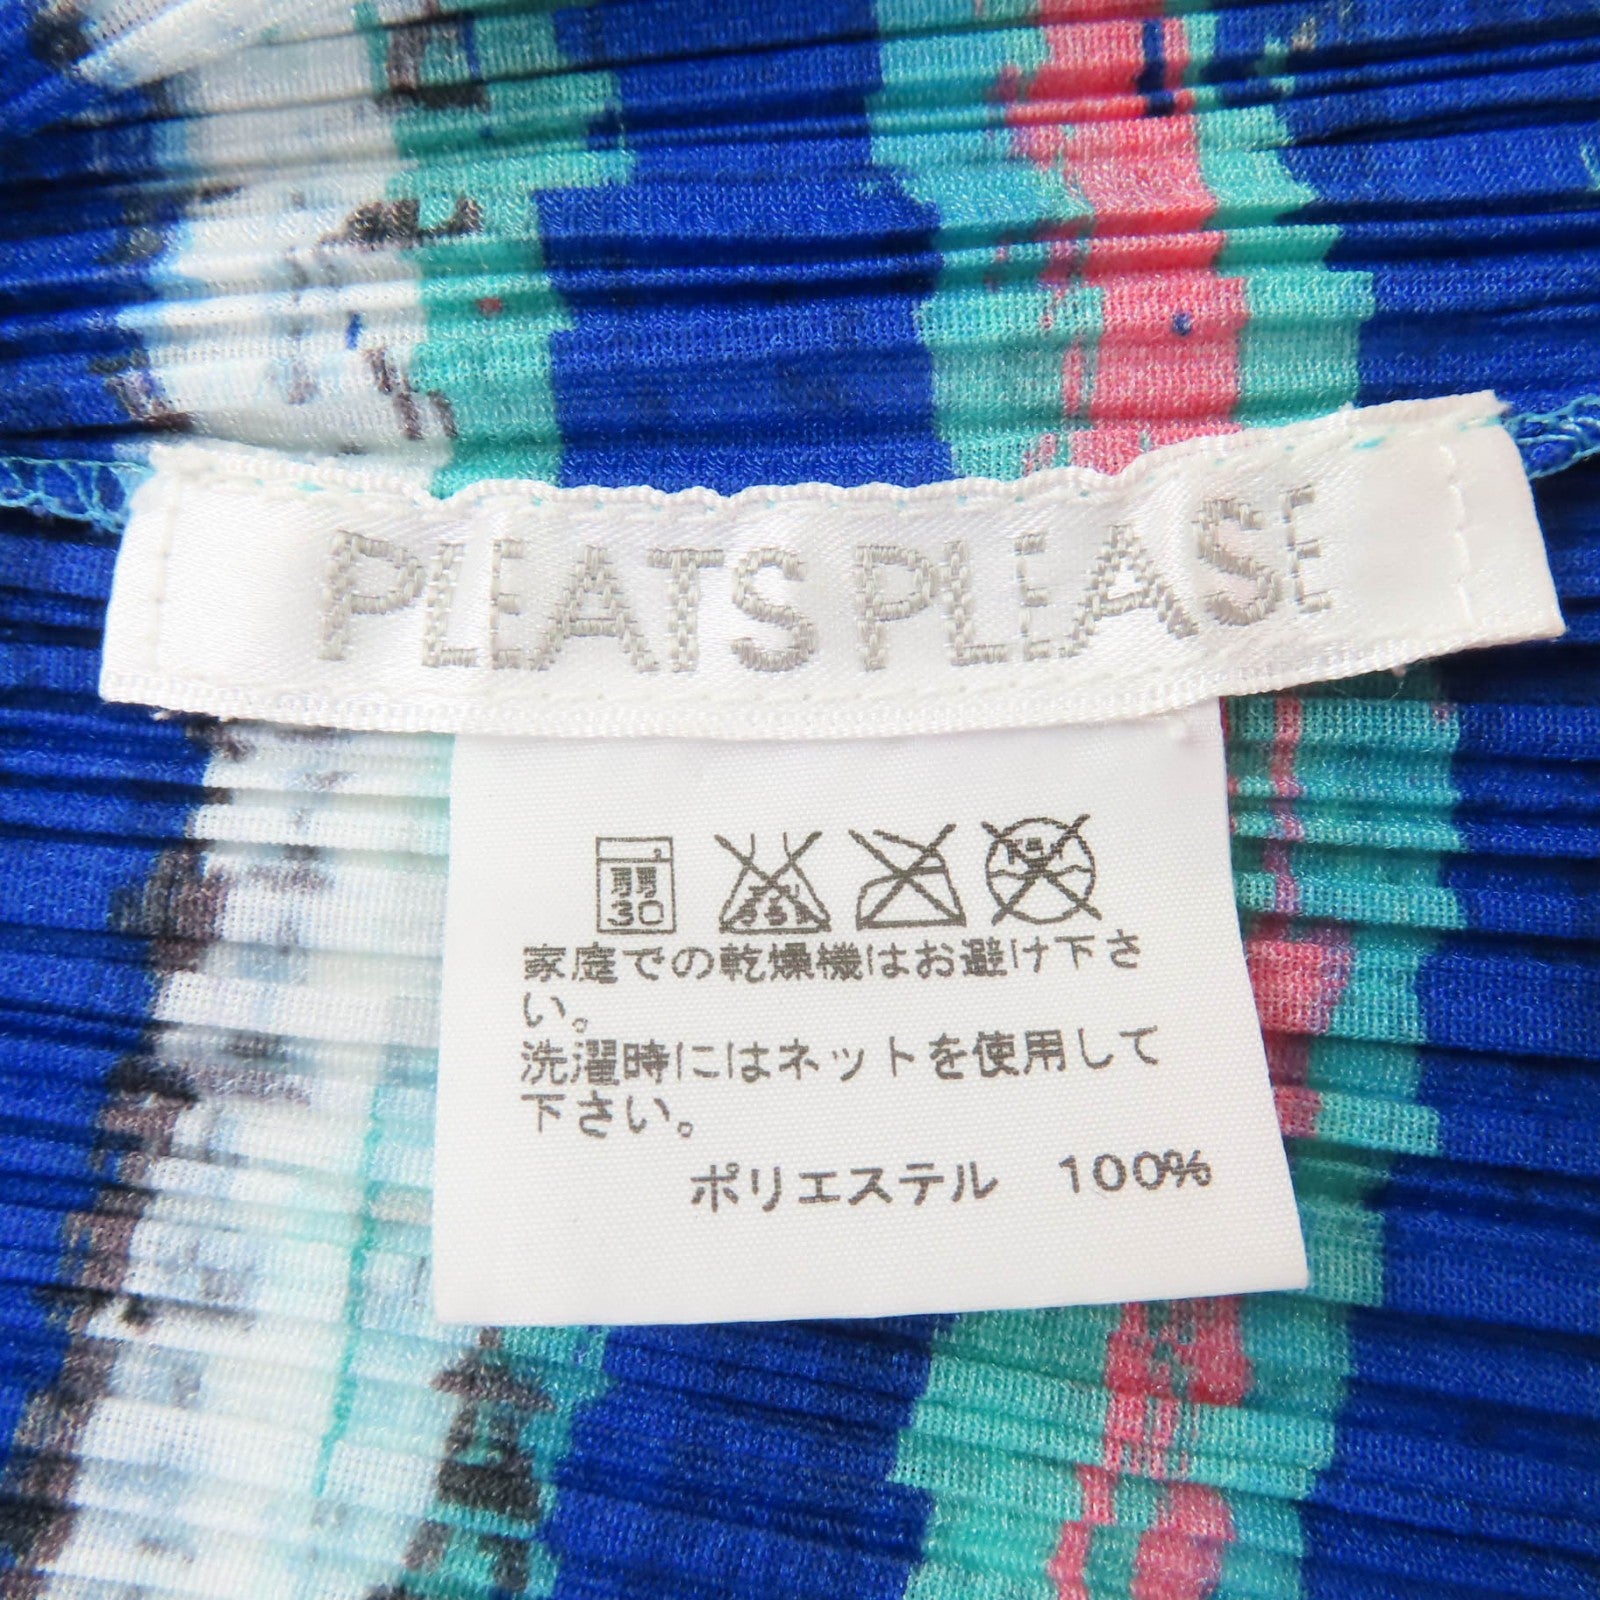 PLEATS PLEASE
弱
30
家庭での乾燥機はお避け下さ
い。
洗濯時にはネットを使用して
下さい。
ポリエステル 100%